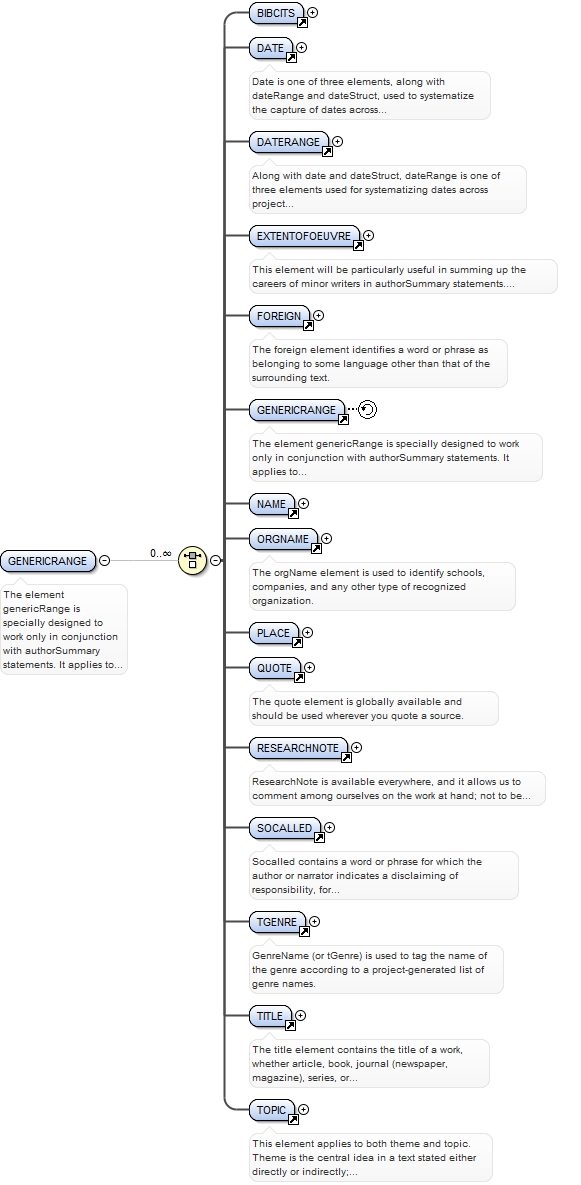 BIBCITS
DATE
Date is one of three elements, along with
dateRange and dateStruct, used to systematize
the capture of dates across...
DATERANGE
Along with date and dateStruct, dateRange is one of
three elements used for systematizing dates across
project...
EXTENTOFOEUVRE
This element will be particularly useful in summing up the
careers of minor writers in authorSummary statements....
FOREIGN
The foreign element identifies a word or phrase as
belonging to some language other than that of the
surrounding text.
GENERICRANGE
The element genericRange is specially designed to work
only in conjunction with authorSummary statements. It
applies to...
NAME
ORGNAME
The orgName element is used to identify schools,
companies, and any other type of recognized
organization.
GENERICRANGE
0..∞
The element
genericRange is
specially designed to
work only in conjunction
with authorSummary
statements. It applies to...
PLACE
QUOTE
The quote element is globally available and
should be used wherever you quote a source.
RESEARCHNOTE
ResearchNote is available everywhere, and it allows us to
comment among ourselves on the work at hand; not to be...
SOCALLED
Socalled contains a word or phrase for which the
author or narrator indicates a disclaiming of
responsibility, for...
TGENRE
GenreName (or tGenre) is used to tag the name of
the genre according to a project-generated list of
genre names.
TITLE
The title element contains the title of a work,
whether article, book, journal (newspaper,
magazine), series, or...
TOPIC
This element applies to both theme and topic.
Theme is the central idea in a text stated either
directly or indirectly;...